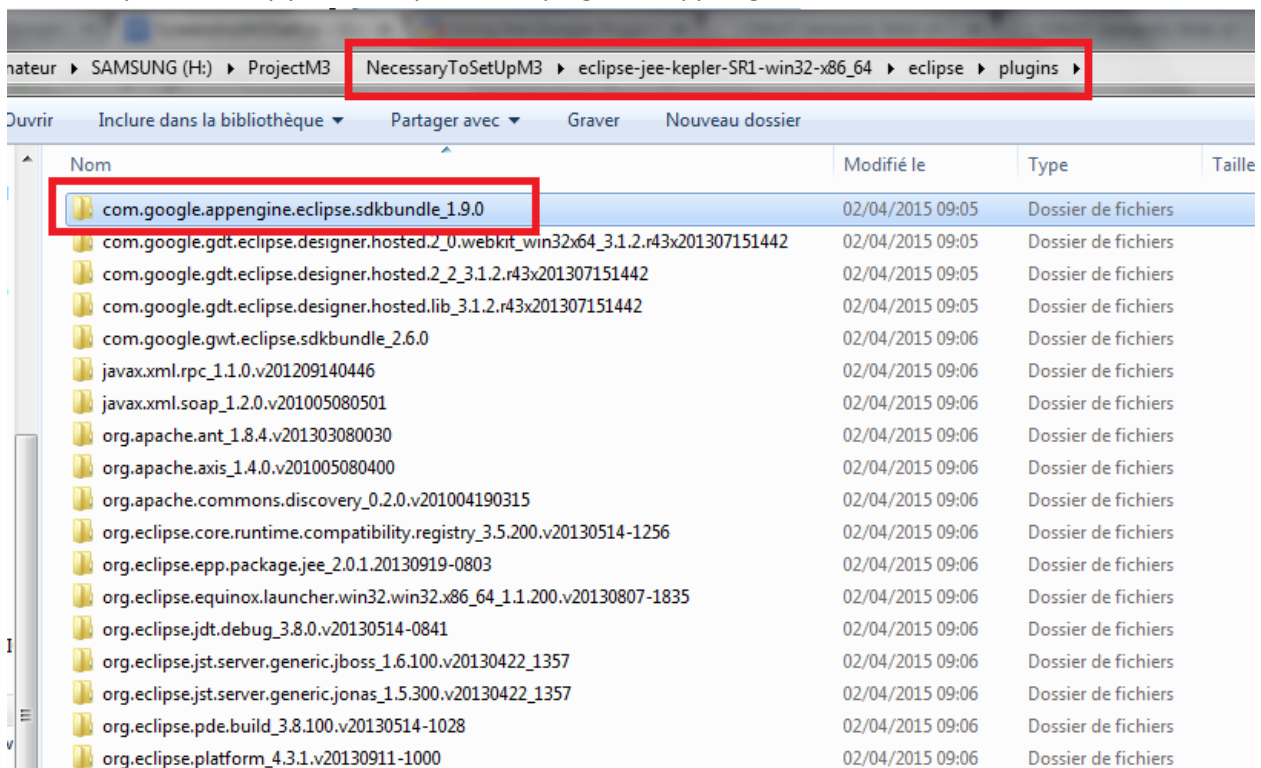 nateur ▸ SAMSUNG (H:) ▸ ProjectM3 NecessaryToSetUpM3 ▸ eclipse-jee-kepler-SR1-win32-x86_64 ▸ eclipse ▸ plugins ▸
Ouvrir Inclure dans la bibliothèque ▼ Partager avec ▼ Graver Nouveau dossier
Nom Modifié le Type Taille
com.google.appengine.eclipse.sdkbundle_1.9.0 02/04/2015 09:05 Dossier de fichiers
com.google.gdt.eclipse.designer.hosted.2_0.webkit_win32x64_3.1.2.r43x201307151442 02/04/2015 09:05 Dossier de fichiers
com.google.gdt.eclipse.designer.hosted.2_2_3.1.2.r43x201307151442 02/04/2015 09:05 Dossier de fichiers
com.google.gdt.eclipse.designer.hosted.lib_3.1.2.r43x201307151442 02/04/2015 09:05 Dossier de fichiers
com.google.gwt.eclipse.sdkbundle_2.6.0 02/04/2015 09:06 Dossier de fichiers
javax.xml.rpc_1.1.0.v201209140446 02/04/2015 09:06 Dossier de fichiers
javax.xml.soap_1.2.0.v201005080501 02/04/2015 09:06 Dossier de fichiers
org.apache.ant_1.8.4.v201303080030 02/04/2015 09:06 Dossier de fichiers
org.apache.axis_1.4.0.v201005080400 02/04/2015 09:06 Dossier de fichiers
org.apache.commons.discovery_0.2.0.v201004190315 02/04/2015 09:06 Dossier de fichiers
org.eclipse.core.runtime.compatibility.registry_3.5.200.v20130514-1256 02/04/2015 09:06 Dossier de fichiers
org.eclipse.epp.package.jee_2.0.1.20130919-0803 02/04/2015 09:06 Dossier de fichiers
org.eclipse.equinox.launcher.win32.win32.x86_64_1.1.200.v20130807-1835 02/04/2015 09:06 Dossier de fichiers
org.eclipse.jdt.debug_3.8.0.v20130514-0841 02/04/2015 09:06 Dossier de fichiers
org.eclipse.jst.server.generic.jboss_1.6.100.v20130422_1357 02/04/2015 09:06 Dossier de fichiers
org.eclipse.jst.server.generic.jonas_1.5.300.v20130422_1357 02/04/2015 09:06 Dossier de fichiers
org.eclipse.pde.build_3.8.100.v20130514-1028 02/04/2015 09:06 Dossier de fichiers
org.eclipse.platform_4.3.1.v20130911-1000 02/04/2015 09:06 Dossier de fichiers